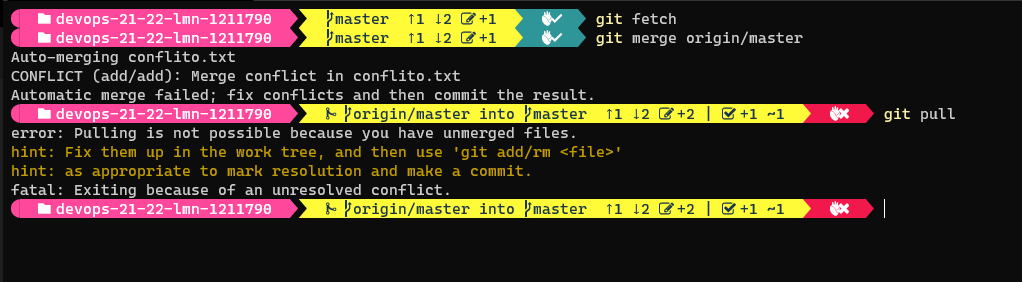 devops-21-22-lmn-1211790 master ↑1 ↓2 +1 git fetch
devops-21-22-lmn-1211790 master ↑1 ↓2 +1 git merge origin/master
Auto-merging conflito.txt
CONFLICT (add/add): Merge conflict in conflito.txt
Automatic merge failed; fix conflicts and then commit the result.
devops-21-22-lmn-1211790 origin/master into master ↑1 ↓2 +2 | +1 ~1 git pull
error: Pulling is not possible because you have unmerged files.
hint: Fix them up in the work tree, and then use 'git add/rm <file>'
hint: as appropriate to mark resolution and make a commit.
fatal: Exiting because of an unresolved conflict.
devops-21-22-lmn-1211790 origin/master into master ↑1 ↓2 +2 | +1 ~1